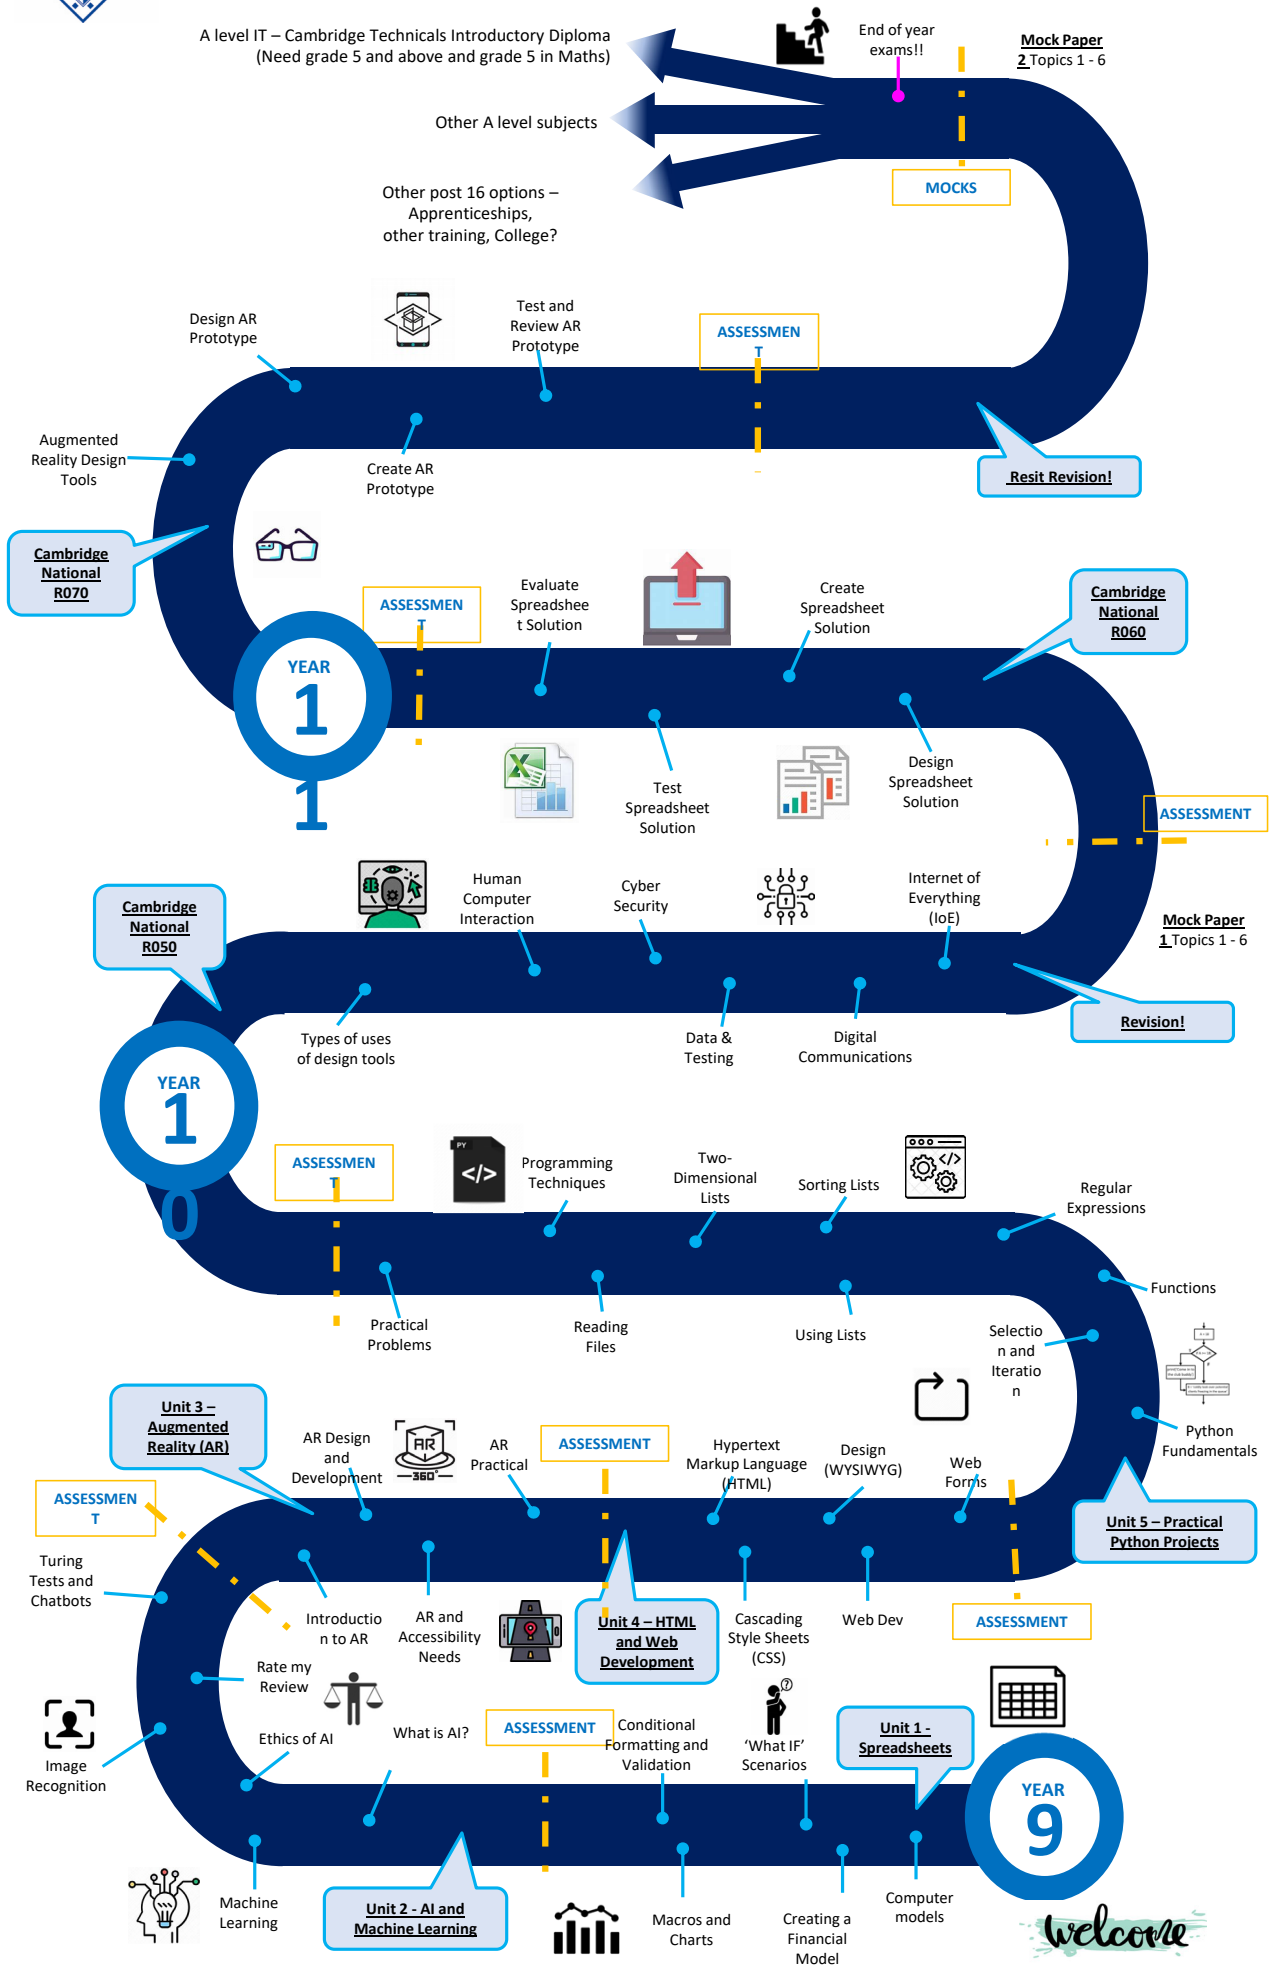 A level IT – Cambridge Technicals Introductory Diploma
(Need grade 5 and above and grade 5 in Maths)
End of year
exams!!
Mock Paper
2 Topics 1 - 6
Other A level subjects
MOCKS
Other post 16 options –
Apprenticeships,
other training, College?
Design AR
Prototype
Test and
Review AR
Prototype
ASSESSMEN
T
Augmented
Reality Design
Tools
Create AR
Prototype
Resit Revision!
Cambridge
National
R070
ASSESSMEN
T
Evaluate
Spreadshee
t Solution
Create
Spreadsheet
Solution
Cambridge
National
R060
YEAR
1
1
Test
Spreadsheet
Solution
Design
Spreadsheet
Solution
ASSESSMENT
Cambridge
National
R050
Human
Computer
Interaction
Cyber
Security
Internet of
Everything
(IoE)
Mock Paper
1 Topics 1 - 6
Types of uses
of design tools
Data &
Testing
Digital
Communications
Revision!
YEAR
1
0
ASSESSMEN
T
PY
</>
Programming
Techniques
Two-
Dimensional
Lists
Sorting Lists
</>
Regular
Expressions
Functions
Practical
Problems
Reading
Files
Using Lists
Selectio
n and
Iteratio
n
Python
Fundamentals
Unit 3 –
Augmented
Reality (AR)
AR Design
and
Development
AR
360°
AR
Practical
ASSESSMENT
Hypertext
Markup Language
(HTML)
Design
(WYSIWYG)
Web
Forms
Unit 5 – Practical
Python Projects
ASSESSMEN
T
Turing
Tests and
Chatbots
Introductio
n to AR
AR and
Accessibility
Needs
Unit 4 – HTML
and Web
Development
Cascading
Style Sheets
(CSS)
Web Dev
ASSESSMENT
Rate my
Review
Image
Recognition
Ethics of AI
What is AI?
ASSESSMENT
Conditional
Formatting and
Validation
?
‘What IF’
Scenarios
Unit 1 -
Spreadsheets
YEAR
9
Machine
Learning
Unit 2 - AI and
Machine Learning
Macros and
Charts
Creating a
Financial
Model
Computer
models
welcome